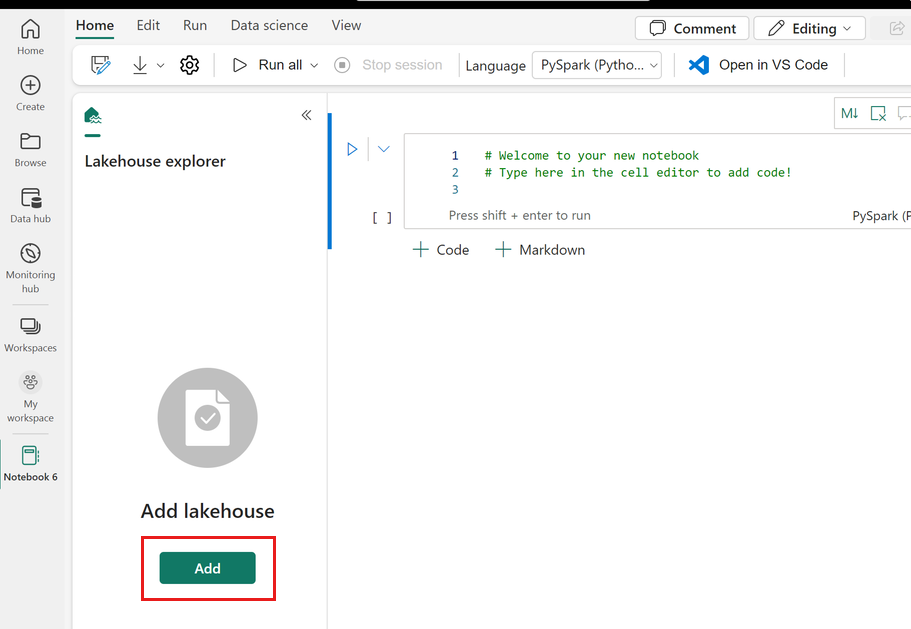 Home
Create
Browse
Data hub
Monitoring
hub
Workspaces
My
workspace
Notebook 6
Home Edit Run Data science View
Comment Editing
Run all Stop session Language PySpark (Pytho... Open in VS Code
Lakehouse explorer
Add lakehouse
Add
M↓
1 # Welcome to your new notebook
2 # Type here in the cell editor to add code!
3
[ ] Press shift + enter to run PySpark (P
+ Code + Markdown